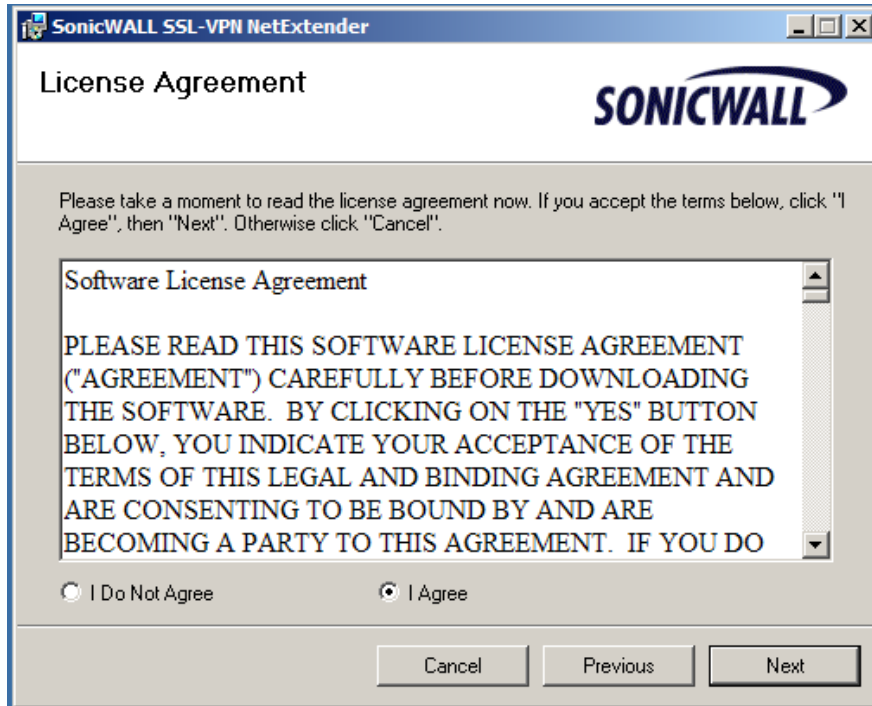 SonicWALL SSL-VPN NetExtender
License Agreement
SONICWALL
Please take a moment to read the license agreement now. If you accept the terms below, click "I
Agree", then "Next". Otherwise click "Cancel".
Software License Agreement
PLEASE READ THIS SOFTWARE LICENSE AGREEMENT
("AGREEMENT") CAREFULLY BEFORE DOWNLOADING
THE SOFTWARE.  BY CLICKING ON THE "YES" BUTTON
BELOW, YOU INDICATE YOUR ACCEPTANCE OF THE
TERMS OF THIS LEGAL AND BINDING AGREEMENT AND
ARE CONSENTING TO BE BOUND BY AND ARE
BECOMING A PARTY TO THIS AGREEMENT.  IF YOU DO
I Do Not Agree
I Agree
Cancel
Previous
Next